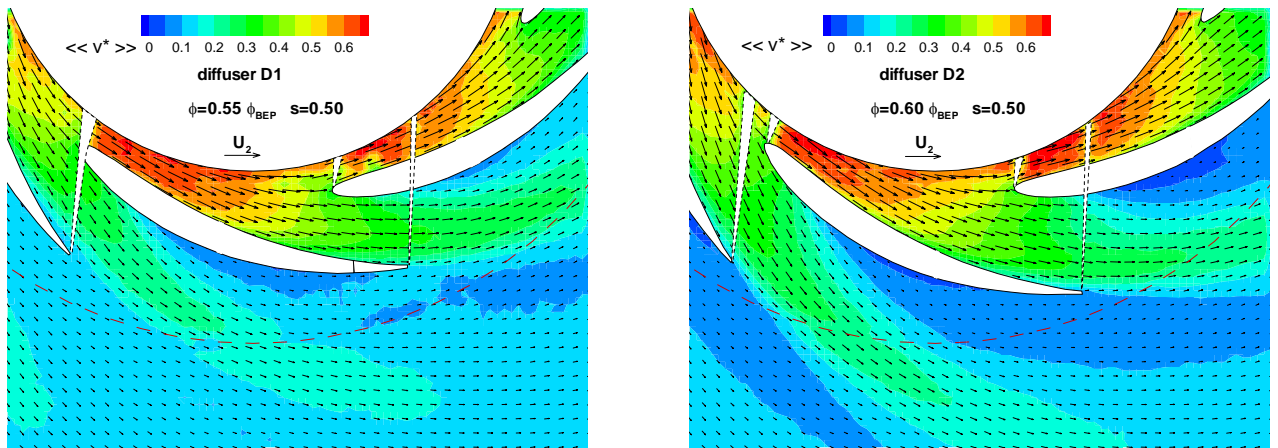 << v* >>
0 0.1 0.2 0.3 0.4 0.5 0.6
diffuser D1
ϕ=0.55 ϕBEP s=0.50
U2
<< v* >>
0 0.1 0.2 0.3 0.4 0.5 0.6
diffuser D2
ϕ=0.60 ϕBEP s=0.50
U2